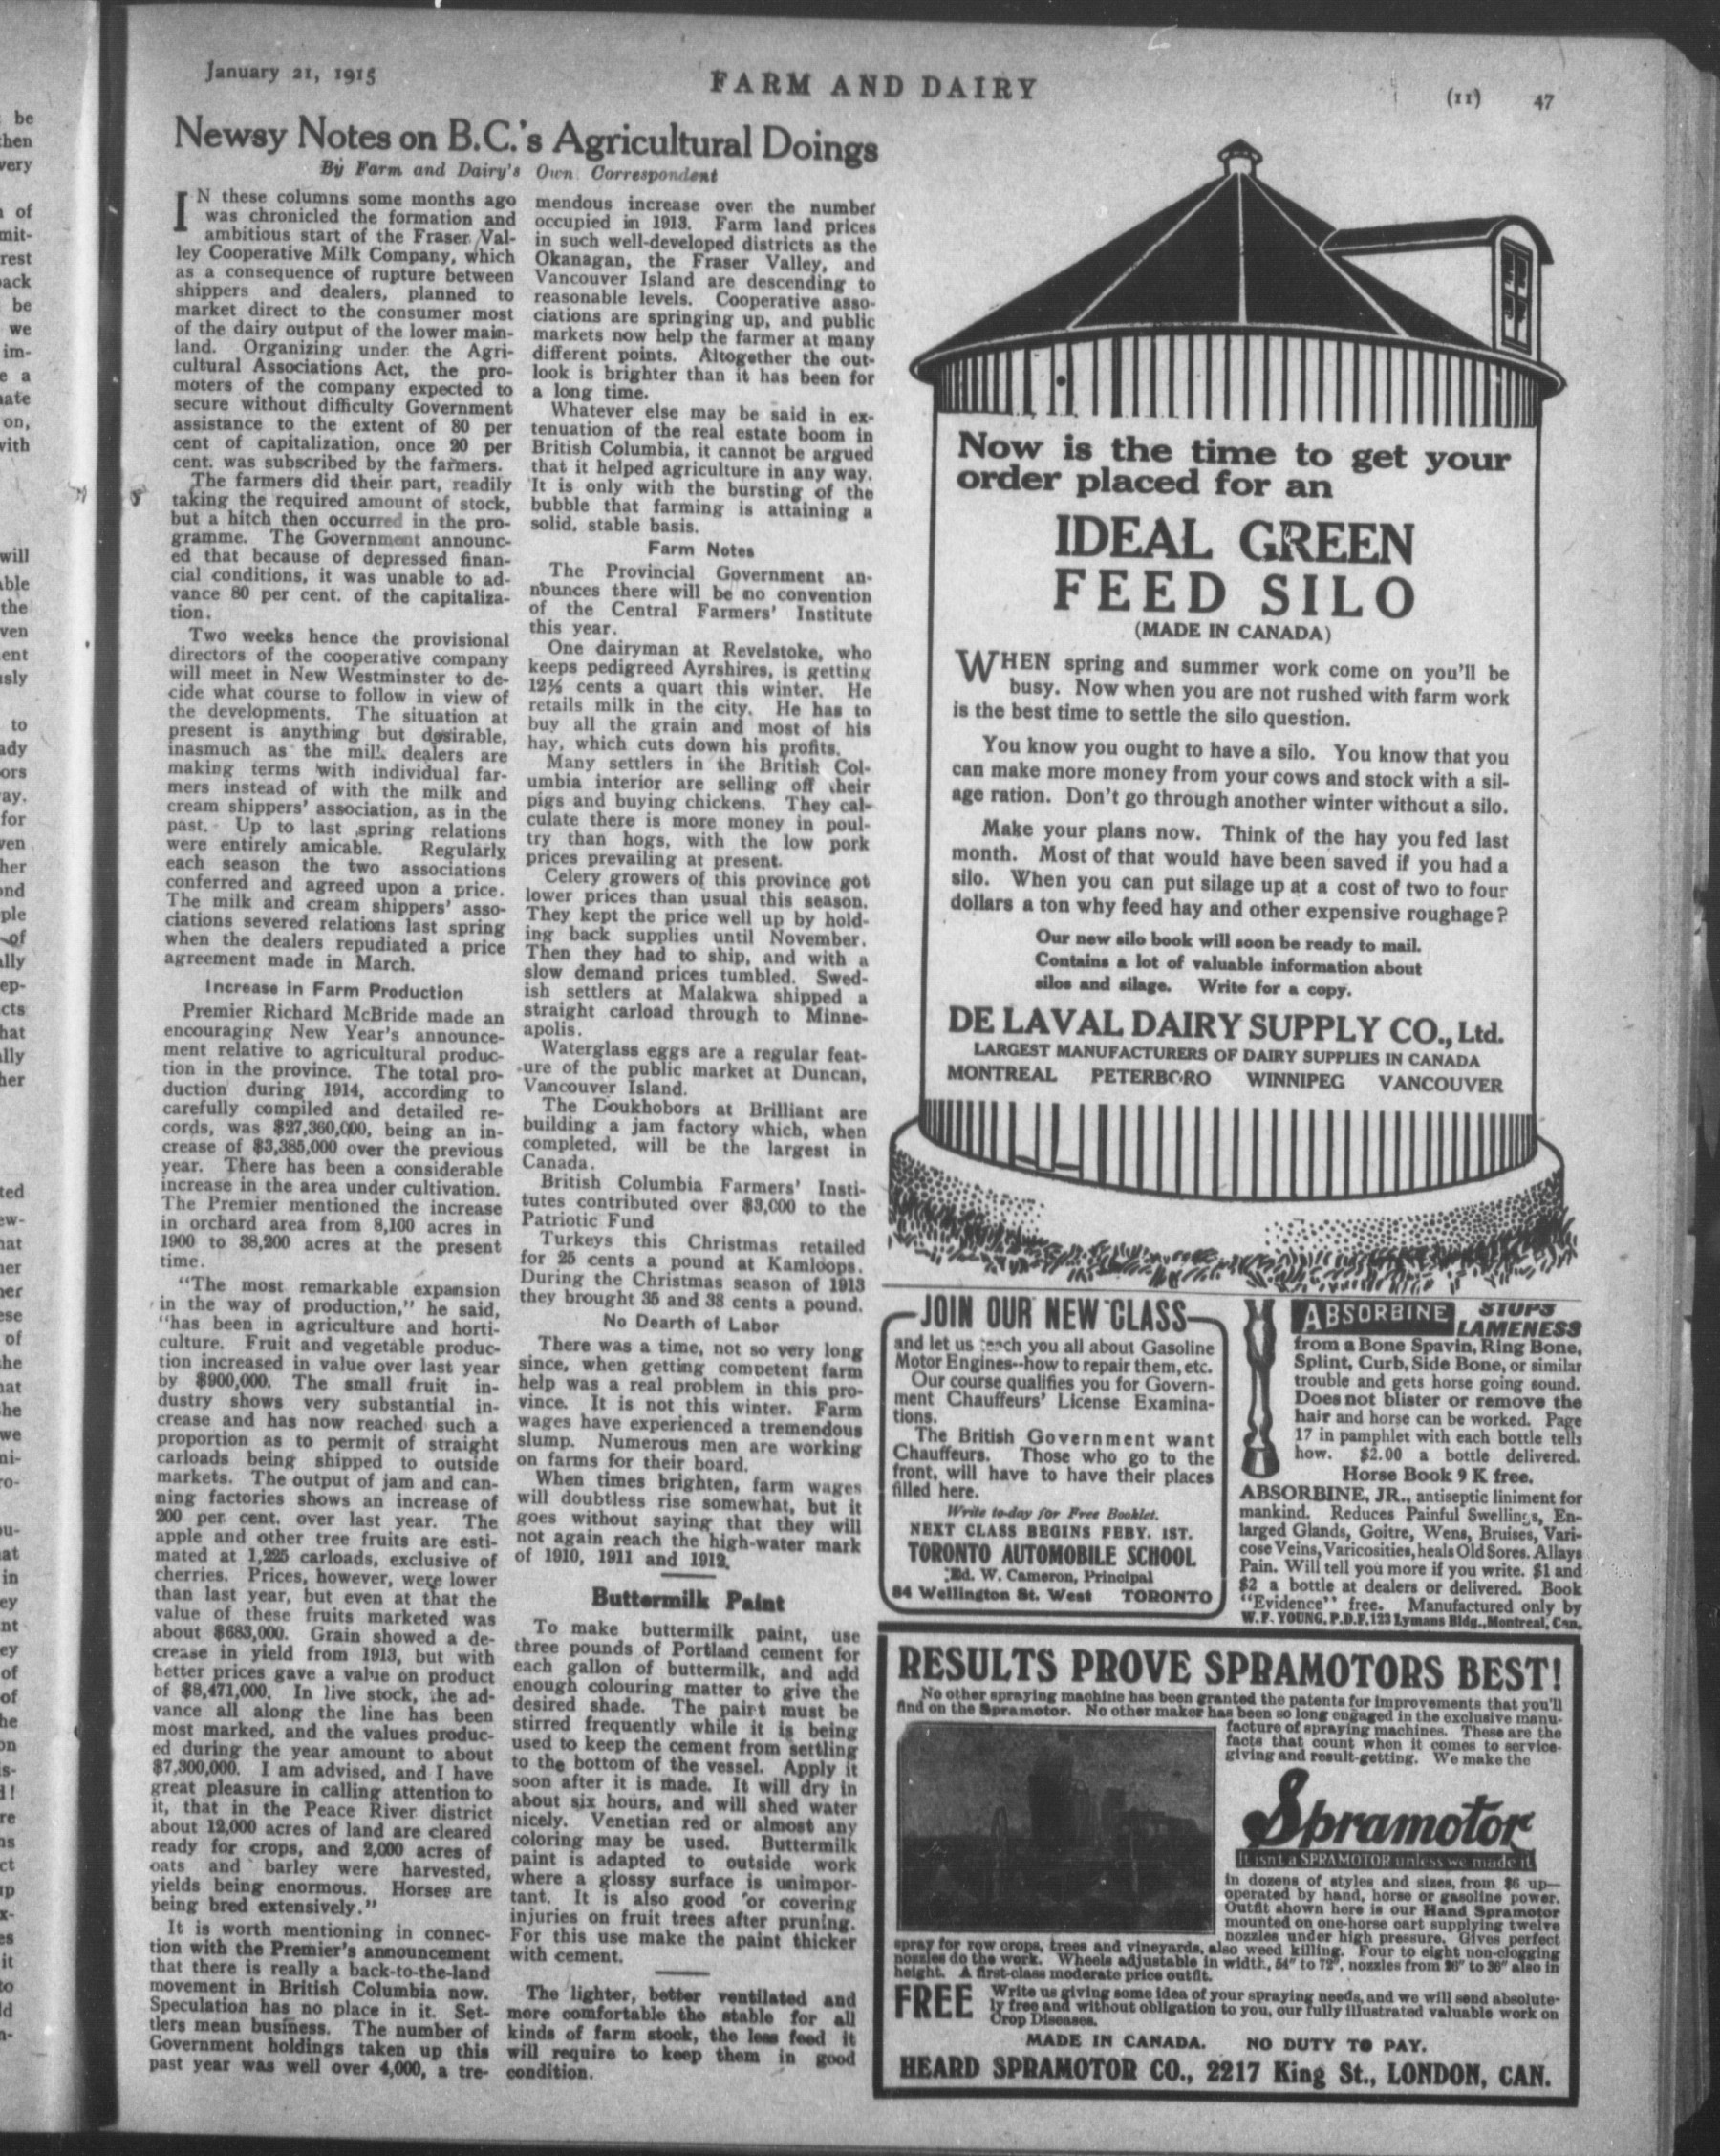 January 21, 1915
FARM AND DAIRY
(11) 47
Newsy Notes on B.C.'s Agricultural Doings
By Farm and Dairy's Own Correspondent
IN these columns some months ago
was chronicled the formation and
ambitious start of the Fraser Val-
ley Cooperative Milk Company, which
as a consequence of rupture between
shippers and dealers, planned to
market direct to the consumer most
of the dairy output of the lower main-
land. Organizing under the Agri-
cultural Associations Act, the pro-
moters of the company expected to
secure without difficulty Government
assistance to the extent of 80 per
cent of capitalization, once 20 per
cent. was subscribed by the farmers.
The farmers did their part, readily
taking the required amount of stock,
but a hitch then occurred in the pro-
gramme. The Government announc-
ed that because of depressed finan-
cial conditions, it was unable to ad-
vance 80 per cent. of the capitaliza-
tion.
Two weeks hence the provisional
directors of the cooperative company
will meet in New Westminster to de-
cide what course to follow in view of
the developments. The situation at
present is anything but desirable,
inasmuch as the milk dealers are
making terms with individual far-
mers instead of with the milk and
cream shippers' association, as in the
past. Up to last spring relations
were entirely amicable. Regularly
each season the two associations
conferred and agreed upon a price.
The milk and cream shippers' asso-
ciations severed relations last spring
when the dealers repudiated a price
agreement made in March.
Increase in Farm Production
Premier Richard McBride made an
encouraging New Year's announce-
ment relative to agricultural produc-
tion in the province. The total pro-
duction during 1914, according to
carefully compiled and detailed re-
cords, was $27,360,000, being an in-
crease of $3,385,000 over the previous
year. There has been a considerable
increase in the area under cultivation.
The Premier mentioned the increase
in orchard area from 8,100 acres in
1900 to 38,200 acres at the present
time.
"The most remarkable expansion
in the way of production," he said,
"has been in agriculture and horti-
culture. Fruit and vegetable produc-
tion increased in value over last year
by $900,000. The small fruit in-
dustry shows very substantial in-
crease and has now reached such a
proportion as to permit of straight
carloads being shipped to outside
markets. The output of jam and can-
ning factories shows an increase of
200 per cent. over last year. The
apple and other tree fruits are esti-
mated at 1,225 carloads, exclusive of
cherries. Prices, however, were lower
than last year, but even at that the
value of these fruits marketed was
about $683,000. Grain showed a de-
crease in yield from 1913, but with
better prices gave a value on product
of $8,471,000. In live stock, the ad-
vance all along the line has been
most marked, and the values produc-
ed during the year amount to about
$7,300,000. I am advised, and I have
great pleasure in calling attention to
it, that in the Peace River district
about 12,000 acres of land are cleared
ready for crops, and 2,000 acres of
oats and barley were harvested,
yields being enormous. Horses are
being bred extensively."
It is worth mentioning in connec-
tion with the Premier's announcement
that there is really a back-to-the-land
movement in British Columbia now.
Speculation has no place in it. Set-
tlers mean business. The number of
Government holdings taken up this
past year was well over 4,000, a tre-
mendous increase over the number
occupied in 1913. Farm land prices
in such well-developed districts as the
Okanagan, the Fraser Valley, and
Vancouver Island are descending to
reasonable levels. Cooperative asso-
ciations are springing up, and public
markets now help the farmer at many
different points. Altogether the out-
look is brighter than it has been for
a long time.
Whatever else may be said in ex-
tenuation of the real estate boom in
British Columbia, it cannot be argued
that it helped agriculture in any way.
It is only with the bursting of the
bubble that farming is attaining a
solid, stable basis.
Farm Notes
The Provincial Government an-
nounces there will be no convention
of the Central Farmers' Institute
this year.
One dairyman at Revelstoke, who
keeps pedigreed Ayrshires, is getting
12½ cents a quart this winter. He
retails milk in the city. He has to
buy all the grain and most of his
hay, which cuts down his profits.
Many settlers in the British Col-
umbia interior are selling off their
pigs and buying chickens. They cal-
culate there is more money in poul-
try than hogs, with the low pork
prices prevailing at present.
Celery growers of this province got
lower prices than usual this season.
They kept the price well up by hold-
ing back supplies until November.
Then they had to ship, and with a
slow demand prices tumbled. Swed-
ish settlers at Malakwa shipped a
straight carload through to Minne-
apolis.
Waterglass eggs are a regular feat-
ure of the public market at Duncan,
Vancouver Island.
The Doukhobors at Brilliant are
building a jam factory which, when
completed, will be the largest in
Canada.
British Columbia Farmers' Insti-
tutes contributed over $3,000 to the
Patriotic Fund
Turkeys this Christmas retailed
for 25 cents a pound at Kamloops.
During the Christmas season of 1913
they brought 35 and 38 cents a pound.
No Dearth of Labor
There was a time, not so very long
since, when getting competent farm
help was a real problem in this pro-
vince. It is not this winter. Farm
wages have experienced a tremendous
slump. Numerous men are working
on farms for their board.
When times brighten, farm wages
will doubtless rise somewhat, but it
goes without saying that they will
not again reach the high-water mark
of 1910, 1911 and 1912.
Buttermilk Paint
To make buttermilk paint, use
three pounds of Portland cement for
each gallon of buttermilk, and add
enough colouring matter to give the
desired shade. The paint must be
stirred frequently while it is being
used to keep the cement from settling
to the bottom of the vessel. Apply it
soon after it is made. It will dry in
about six hours, and will shed water
nicely. Venetian red or almost any
coloring may be used. Buttermilk
paint is adapted to outside work
where a glossy surface is unimpor-
tant. It is also good for covering
injuries on fruit trees after pruning.
For this use make the paint thicker
with cement.
The lighter, better ventilated and
more comfortable the stable for all
kinds of farm stock, the less feed it
will require to keep them in good
condition.
Now is the time to get your
order placed for an
IDEAL GREEN
FEED SILO
(MADE IN CANADA)
WHEN spring and summer work come on you'll be
busy. Now when you are not rushed with farm work
is the best time to settle the silo question.
You know you ought to have a silo. You know that you
can make more money from your cows and stock with a sil-
age ration. Don't go through another winter without a silo.
Make your plans now. Think of the hay you fed last
month. Most of that would have been saved if you had a
silo. When you can put silage up at a cost of two to four
dollars a ton why feed hay and other expensive roughage?
Our new silo book will soon be ready to mail.
Contains a lot of valuable information about
silos and silage. Write for a copy.
DE LAVAL DAIRY SUPPLY CO., Ltd.
LARGEST MANUFACTURERS OF DAIRY SUPPLIES IN CANADA
MONTREAL PETERBORO WINNIPEG VANCOUVER
JOIN OUR NEW CLASS
and let us teach you all about Gasoline
Motor Engines--how to repair them, etc.
Our course qualifies you for Govern-
ment Chauffeurs' License Examina-
tions.
The British Government want
Chauffeurs. Those who go to the
front, will have to have their places
filled here.
Write to-day for Free Booklet.
NEXT CLASS BEGINS FEBY. 1ST.
TORONTO AUTOMOBILE SCHOOL
Ed. W. Cameron, Principal
84 Wellington St. West TORONTO
ABSORBINE STOPS
LAMENESS
from a Bone Spavin, Ring Bone,
Splint, Curb, Side Bone, or similar
trouble and gets horse going sound.
Does not blister or remove the
hair and horse can be worked. Page
17 in pamphlet with each bottle tells
how. $2.00 a bottle delivered.
Horse Book 9 K free.
ABSORBINE, JR., antiseptic liniment for
mankind. Reduces Painful Swellings, En-
larged Glands, Goitre, Wens, Bruises, Vari-
cose Veins, Varicosities, heals Old Sores. Allays
Pain. Will tell you more if you write. $1 and
$2 a bottle at dealers or delivered. Book
"Evidence" free. Manufactured only by
W. F. YOUNG, P.D.F. 123 Lymans Bldg., Montreal, Can.
RESULTS PROVE SPRAMOTORS BEST!
No other spraying machine has been granted the patents for improvements that you'll
find on the Spramotor. No other maker has been so long engaged in the exclusive manu-
facture of spraying machines. These are the
facts that count when it comes to service-
giving and result-getting. We make the
Spramotor
It isnt a SPRAMOTOR unless we made it
in dozens of styles and sizes, from $6 up—
operated by hand, horse or gasoline power.
Outfit shown here is our Hand Spramotor
mounted on one-horse cart supplying twelve
nozzles under high pressure. Gives perfect
spray for row crops, trees and vineyards, also weed killing. Four to eight non-clogging
nozzles do the work. Wheels adjustable in width, 54" to 72", nozzles from 26" to 36" also in
height. A first-class moderate price outfit.
FREE Write us giving some idea of your spraying needs, and we will send absolute-
ly free and without obligation to you, our fully illustrated valuable work on
Crop Diseases.
MADE IN CANADA. NO DUTY TO PAY.
HEARD SPRAMOTOR CO., 2217 King St., LONDON, CAN.